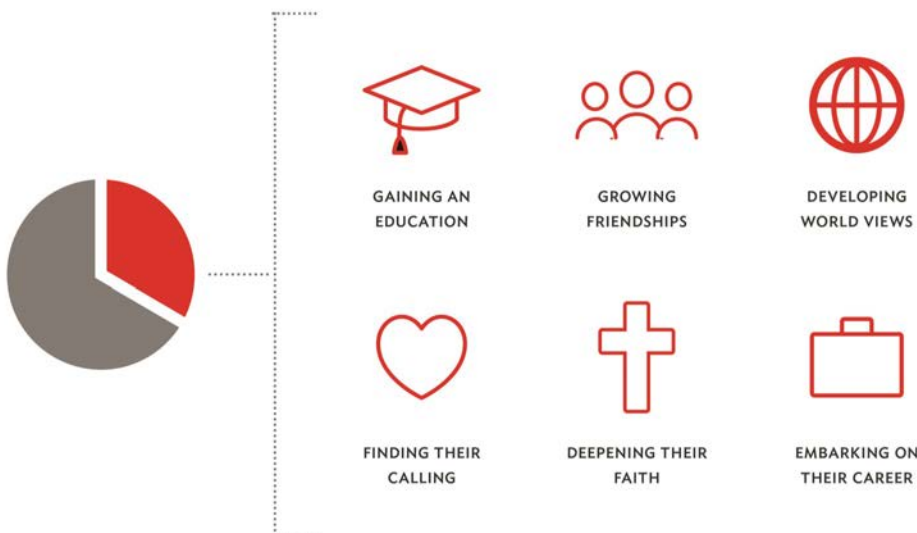 GAINING AN
EDUCATION
GROWING
FRIENDSHIPS
DEVELOPING
WORLD VIEWS
FINDING THEIR
CALLING
DEEPENING THEIR
FAITH
EMBARKING ON
THEIR CAREER